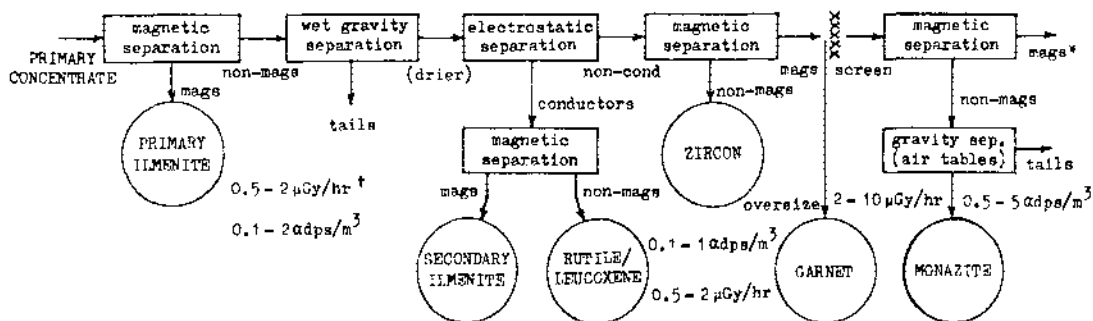 magnetic
separation
wet gravity
separation
electrostatic
separation
magnetic
separation
magnetic
separation
PRIMARY
CONCENTRATE
non-mags
(drier)
non-cond
mags
screen
mags*
mags
tails
conductors
non-mags
non-mags
PRIMARY
ILMENITE
magnetic
separation
ZIRCON
gravity sep.
(air tables)
tails
0.5-2 μGy/hr †
mags
non-mags
oversize
2-10 μGy/hr
0.5-5 αdps/m³
0.1-2 αdps/m³
SECONDARY
ILMENITE
RUTILE/
LEUCOXENE
0.1-1 αdps/m³
GARNET
MONAZITE
0.5-2 μGy/hr